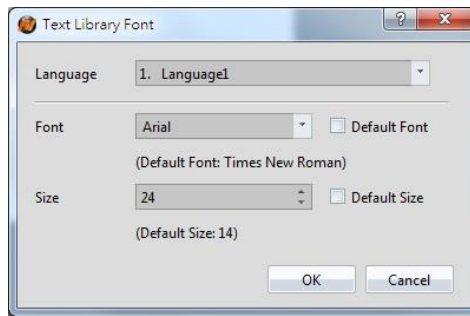 Text Library Font
Language 1. Language1
Font Arial Default Font
(Default Font: Times New Roman)
Size 24 Default Size
(Default Size: 14)
OK Cancel